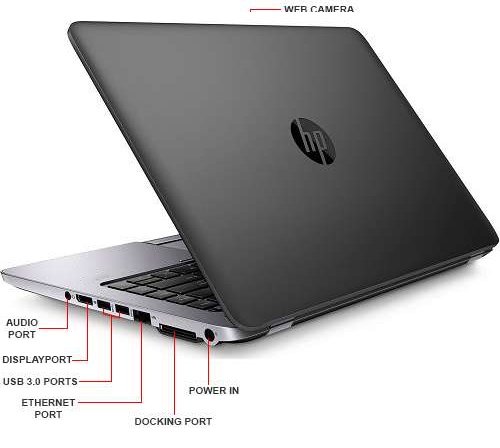 WEB CAMERA
hp
AUDIO
PORT
DISPLAYPORT
USB 3.0 PORTS
ETHERNET
PORT
DOCKING PORT
POWER IN